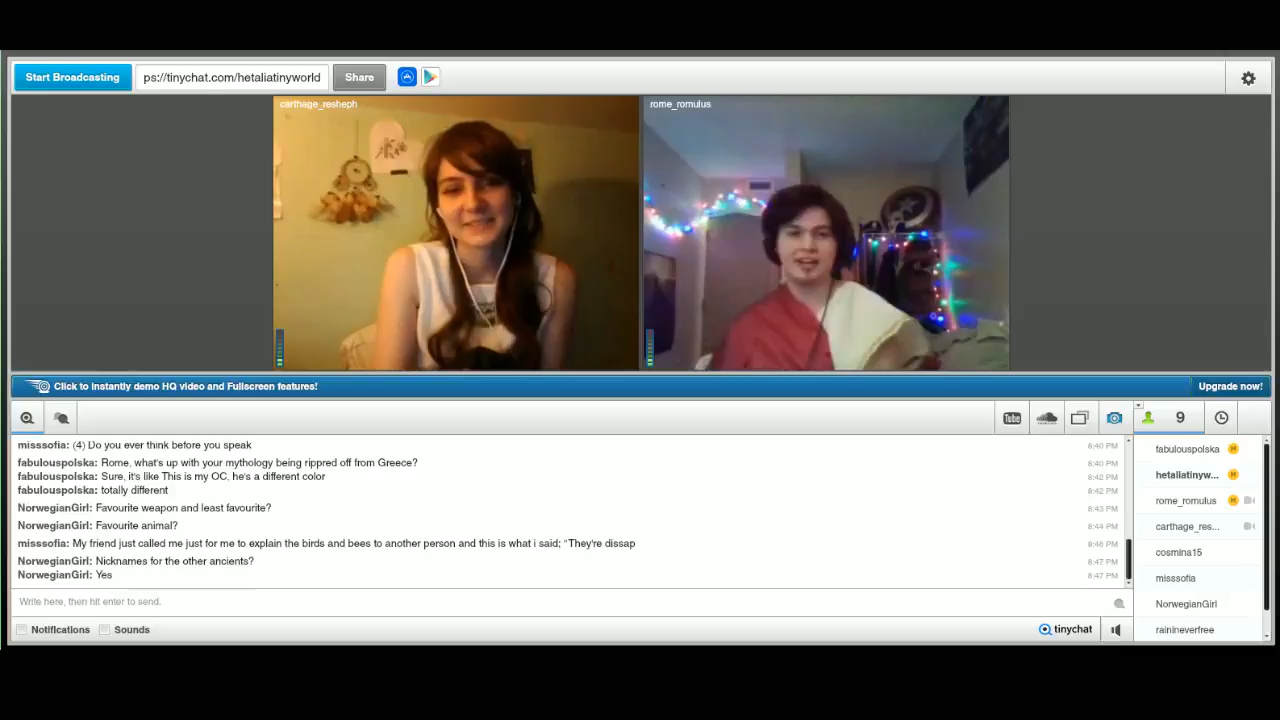 Start Broadcasting
ps://tinychat.com/hetaliatinyworld
Share
carthage_resheph
rome_romulus
Click to instantly demo HQ video and Fullscreen features!
Upgrade now!
You Tube
9
misssofia: (4) Do you ever think before you speak 8:40 PM
fabulouspolska: Rome, what's up with your mythology being rippred off from Greece? 8:40 PM
fabulouspolska: Sure, it's like This is my OC, he's a different color 8:42 PM
fabulouspolska: totally different 8:42 PM
NorwegianGirl: Favourite weapon and least favourite? 8:43 PM
NorwegianGirl: Favourite animal? 8:44 PM
misssofia: My friend just called me just for me to explain the birds and bees to another person and this is what i said; "They're dissap 8:46 PM
NorwegianGirl: Nicknames for the other ancients? 8:47 PM
NorwegianGirl: Yes 8:47 PM
Write here, then hit enter to send.
Notifications
Sounds
tinychat
fabulouspolska M
hetaliatinyw... M
rome_romulus M
carthage_res...
cosmina15
misssofia
NorwegianGirl
rainineverfree